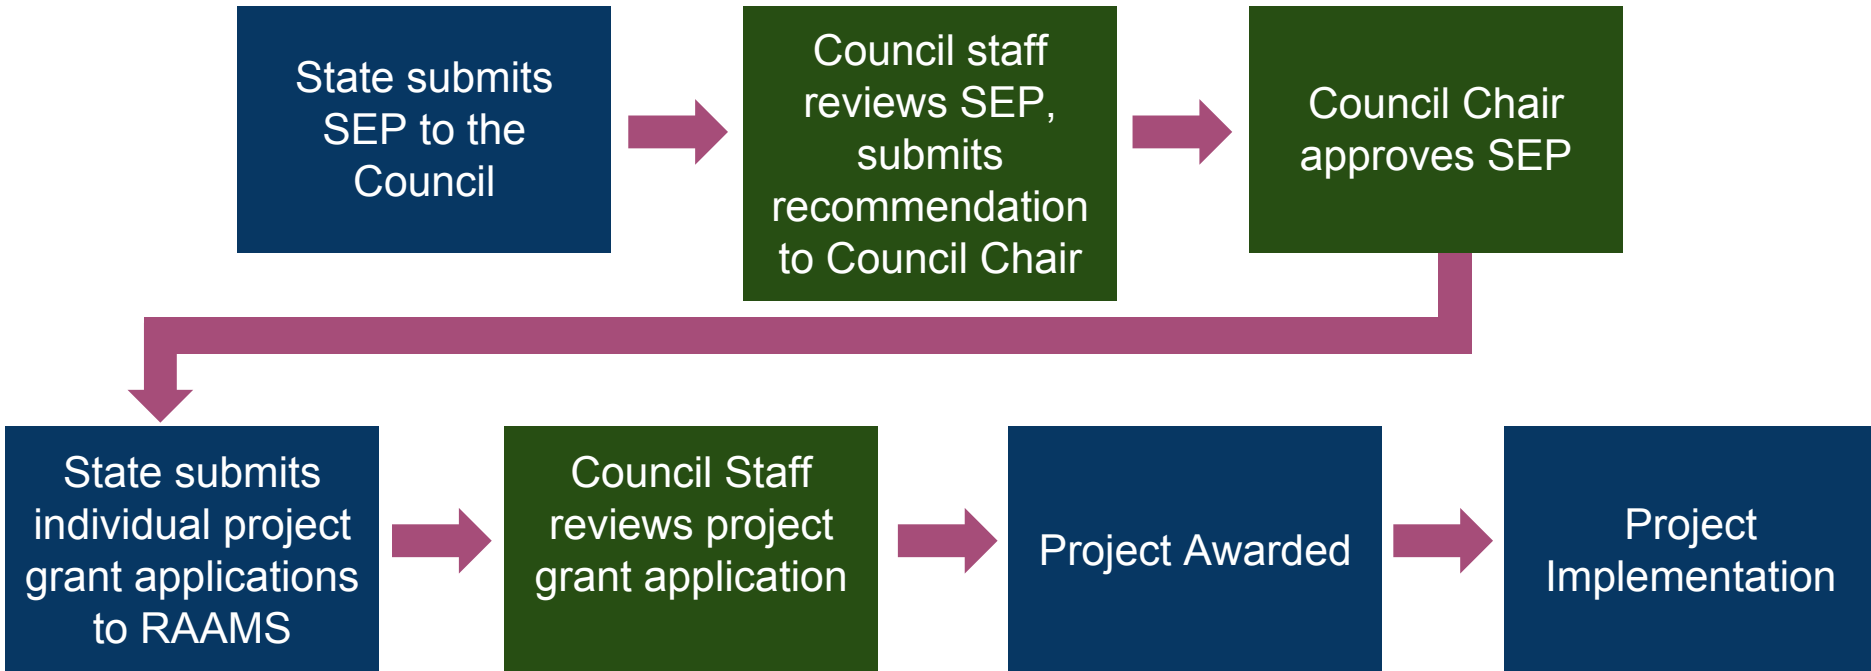 State submits
SEP to the
Council
Council staff
reviews SEP,
submits
recommendation
to Council Chair
Council Chair
approves SEP
State submits
individual project
grant applications
to RAAMS
Council Staff
reviews project
grant application
Project Awarded
Project
Implementation